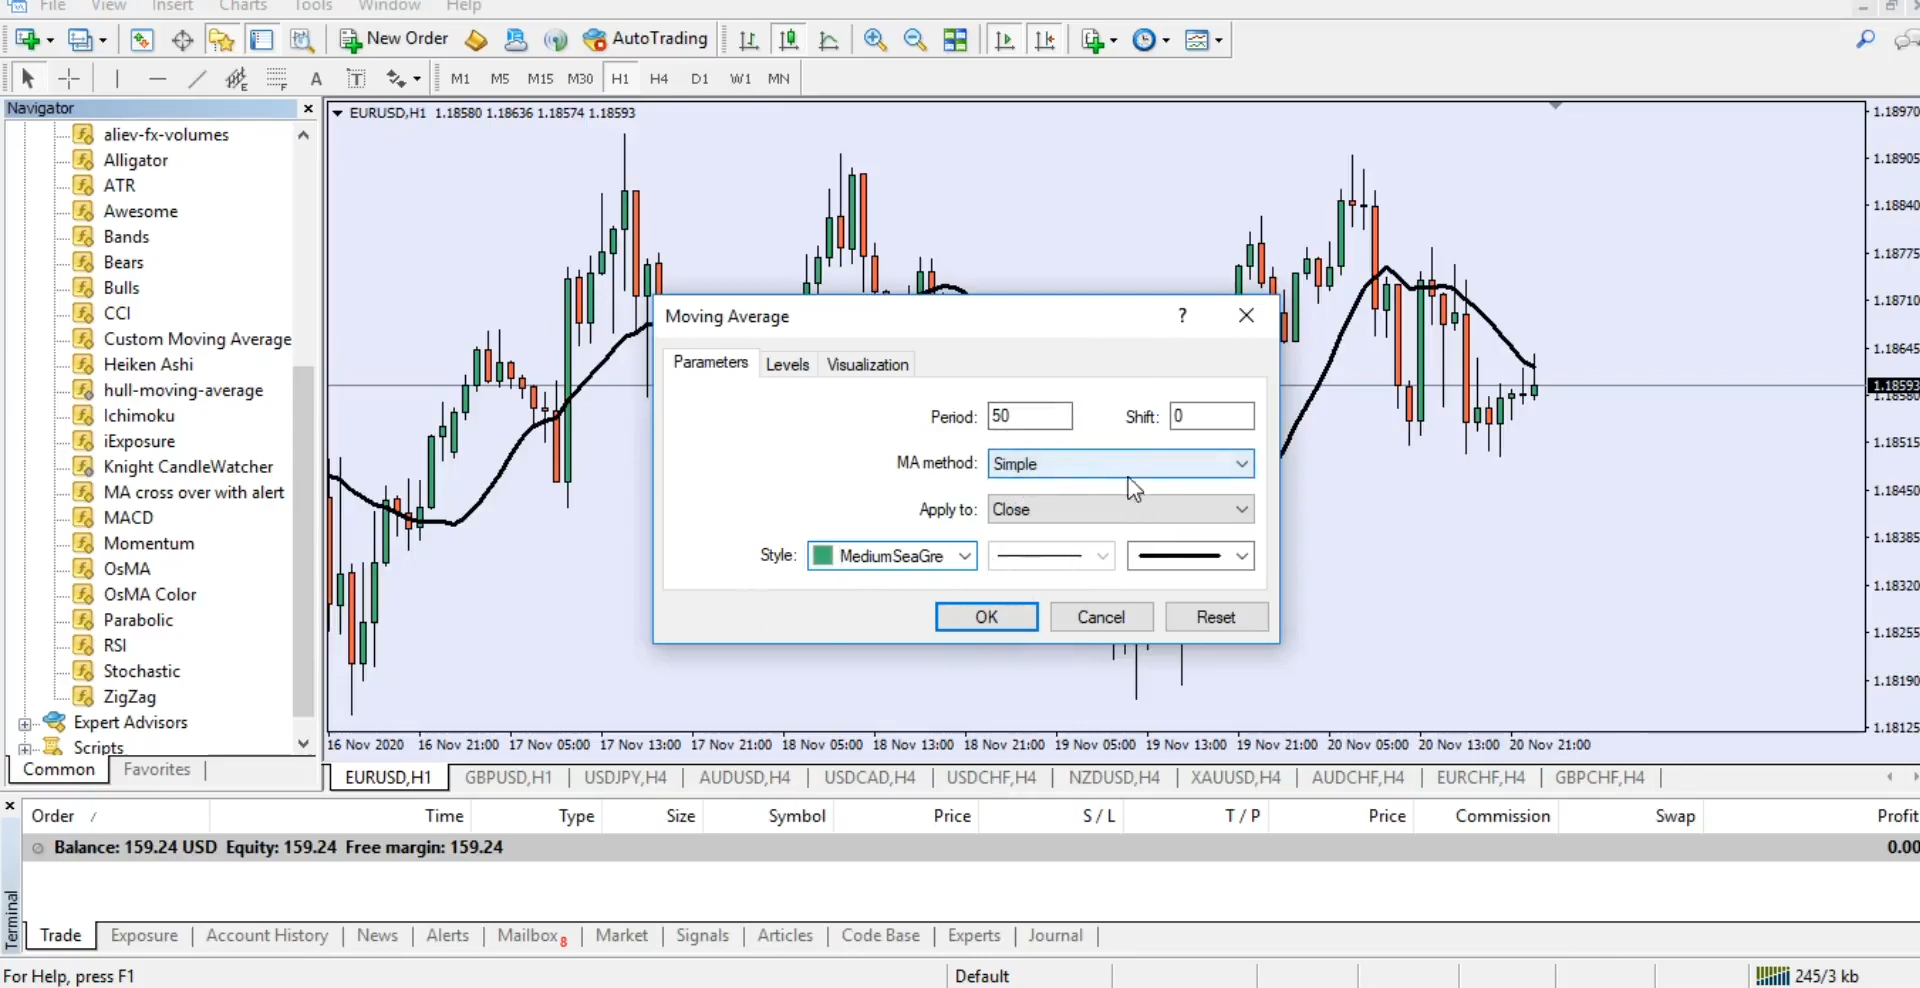 File View Insert Charts Tools Window Help
New Order AutoTrading
E F A T M1 M5 M15 M30 H1 H4 D1 W1 MN
Navigator
aliev-fx-volumes
Alligator
ATR
Awesome
Bands
Bears
Bulls
CCI
Custom Moving Average
Heiken Ashi
hull-moving-average
Ichimoku
iExposure
Knight CandleWatcher
MA cross over with alert
MACD
Momentum
OsMA
OsMA Color
Parabolic
RSI
Stochastic
ZigZag
Expert Advisors
Scripts
Common Favorites
EURUSD,H1 1.18580 1.18636 1.18574 1.18593
1.18970
1.18905
1.18840
1.18775
1.18710
1.18645
1.18593
1.18580
1.18515
1.18450
1.18385
1.18320
1.18255
1.18190
1.18125
Moving Average ?
Parameters Levels Visualization
Period: 50 Shift: 0
MA method: Simple
Apply to: Close
Style: MediumSeaGre
OK Cancel Reset
16 Nov 2020 16 Nov 21:00 17 Nov 05:00 17 Nov 13:00 17 Nov 21:00 18 Nov 05:00 18 Nov 13:00 18 Nov 21:00 19 Nov 05:00 19 Nov 13:00 19 Nov 21:00 20 Nov 05:00 20 Nov 13:00 20 Nov 21:00
EURUSD,H1 GBPUSD,H1 USDJPY,H4 AUDUSD,H4 USDCAD,H4 USDCHF,H4 NZDUSD,H4 XAUUSD,H4 AUDCHF,H4 EURCHF,H4 GBPCHF,H4
Order / Time Type Size Symbol Price S / L T / P Price Commission Swap Profit
Balance: 159.24 USD Equity: 159.24 Free margin: 159.24 0.00
Terminal
Trade Exposure Account History News Alerts Mailbox 8 Market Signals Articles Code Base Experts Journal
For Help, press F1 Default 245/3 kb